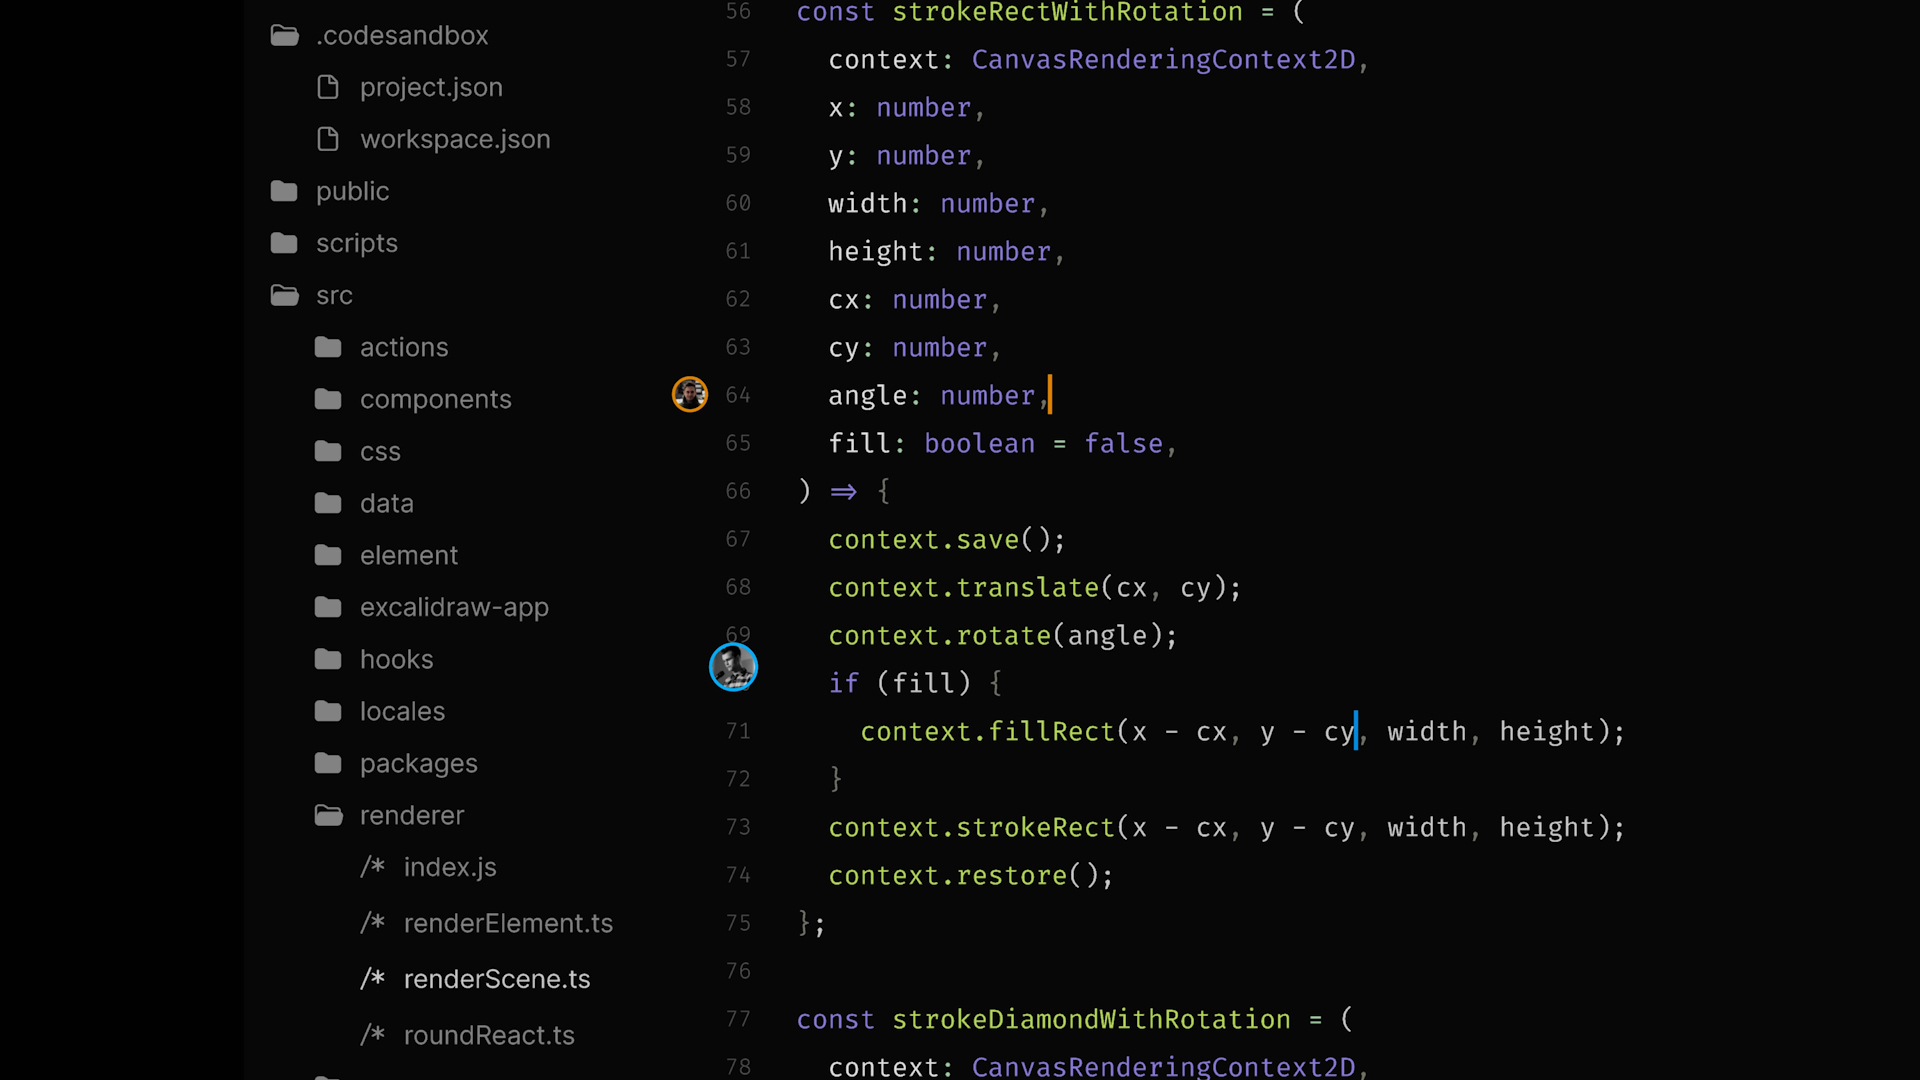 .codesandbox
project.json
workspace.json
public
scripts
src
actions
components
css
data
element
excalidraw-app
hooks
locales
packages
renderer
/* index.js
/* renderElement.ts
/* renderScene.ts
/* roundReact.ts
56 const strokeRectWithRotation = (
57 context: CanvasRenderingContext2D,
58 x: number,
59 y: number,
60 width: number,
61 height: number,
62 cx: number,
63 cy: number,
64 angle: number,
65 fill: boolean = false,
66 ) => {
67 context.save();
68 context.translate(cx, cy);
69 context.rotate(angle);
if (fill) {
71 context.fillRect(x - cx, y - cy, width, height);
72 }
73 context.strokeRect(x - cx, y - cy, width, height);
74 context.restore();
75 };
76
77 const strokeDiamondWithRotation = (
78 context: CanvasRenderingContext2D,